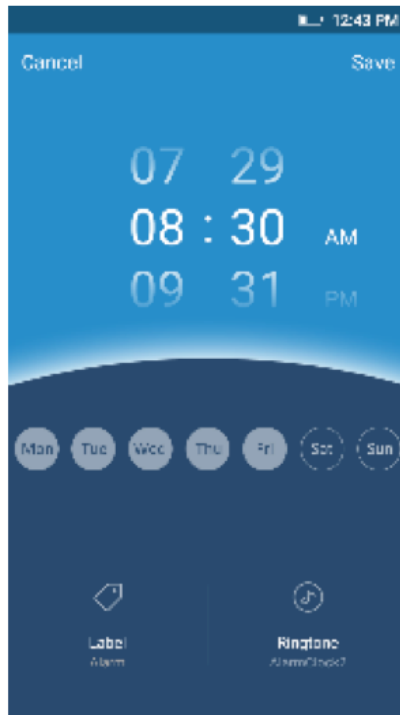 12:43 PM
Cancel Save
07 29
08 : 30 AM
09 31 PM
Mon Tue Wed Thu Fri Sat Sun
Label Ringtone
Alarm AlarmClock2